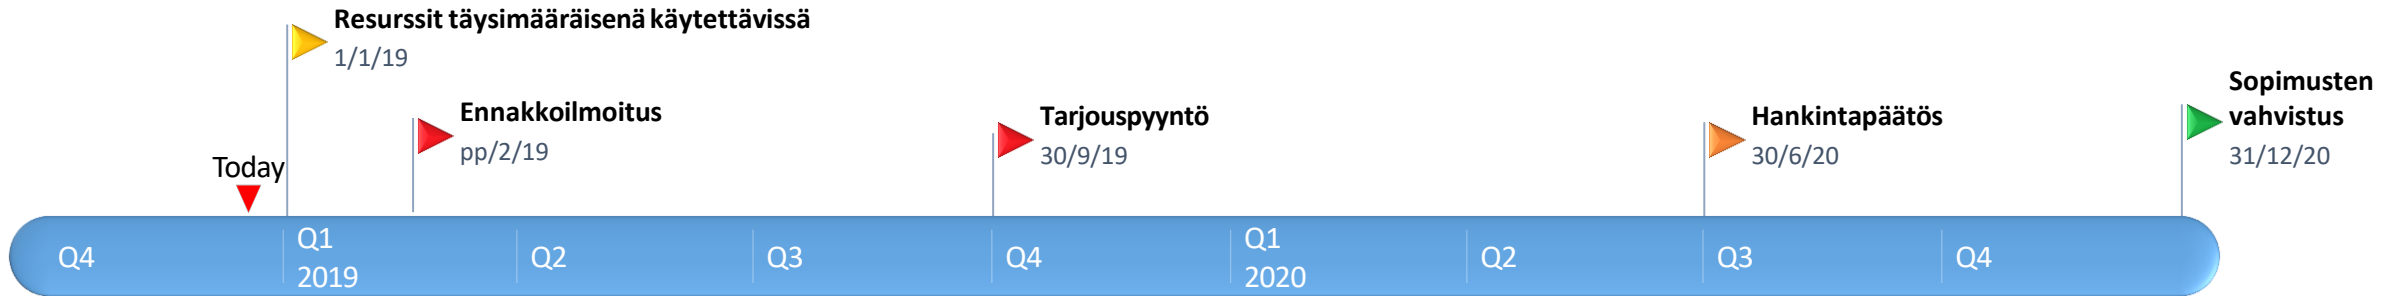 Resurssit täysimääräisenä käytettävissä
1/1/19
Ennakkoilmoitus
pp/2/19
Today
Tarjouspyyntö
30/9/19
Hankintapäätös
30/6/20
Sopimusten
vahvistus
31/12/20
Q4
Q1
2019
Q2
Q3
Q4
Q1
2020
Q2
Q3
Q4